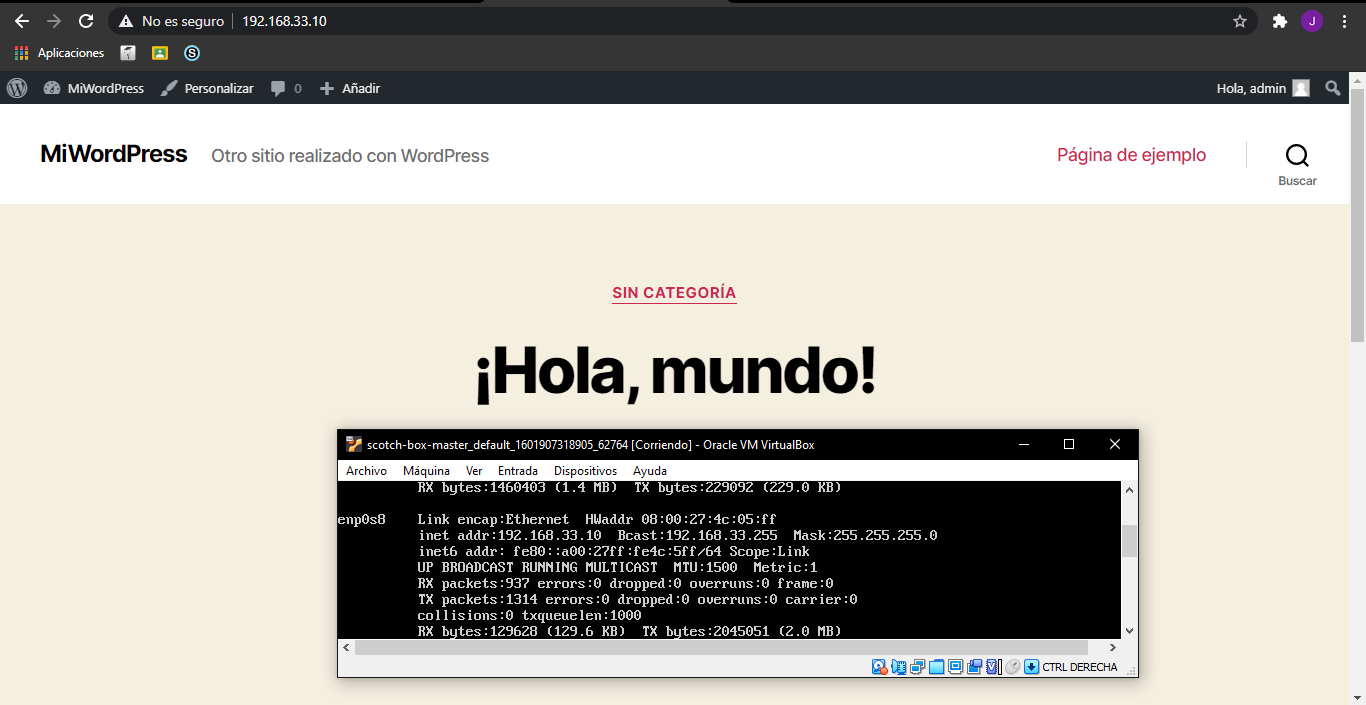 No es seguro 192.168.33.10
J
Aplicaciones
MiWordPress Personalizar 0 Añadir Hola, admin
MiWordPress Otro sitio realizado con WordPress Página de ejemplo
Buscar
SIN CATEGORÍA
¡Hola, mundo!
scotch-box-master_default_1601907318905_62764 [Corriendo] - Oracle VM VirtualBox
Archivo Máquina Ver Entrada Dispositivos Ayuda
RX bytes:1460403 (1.4 MB) TX bytes:229092 (229.0 KB)
enp0s8 Link encap:Ethernet HWaddr 08:00:27:4c:05:ff
inet addr:192.168.33.10 Bcast:192.168.33.255 Mask:255.255.255.0
inet6 addr: fe80::a00:27ff:fe4c:5ff/64 Scope:Link
UP BROADCAST RUNNING MULTICAST MTU:1500 Metric:1
RX packets:937 errors:0 dropped:0 overruns:0 frame:0
TX packets:1314 errors:0 dropped:0 overruns:0 carrier:0
collisions:0 txqueuelen:1000
RX bytes:129628 (129.6 KB) TX bytes:2045051 (2.0 MB)
CTRL DERECHA